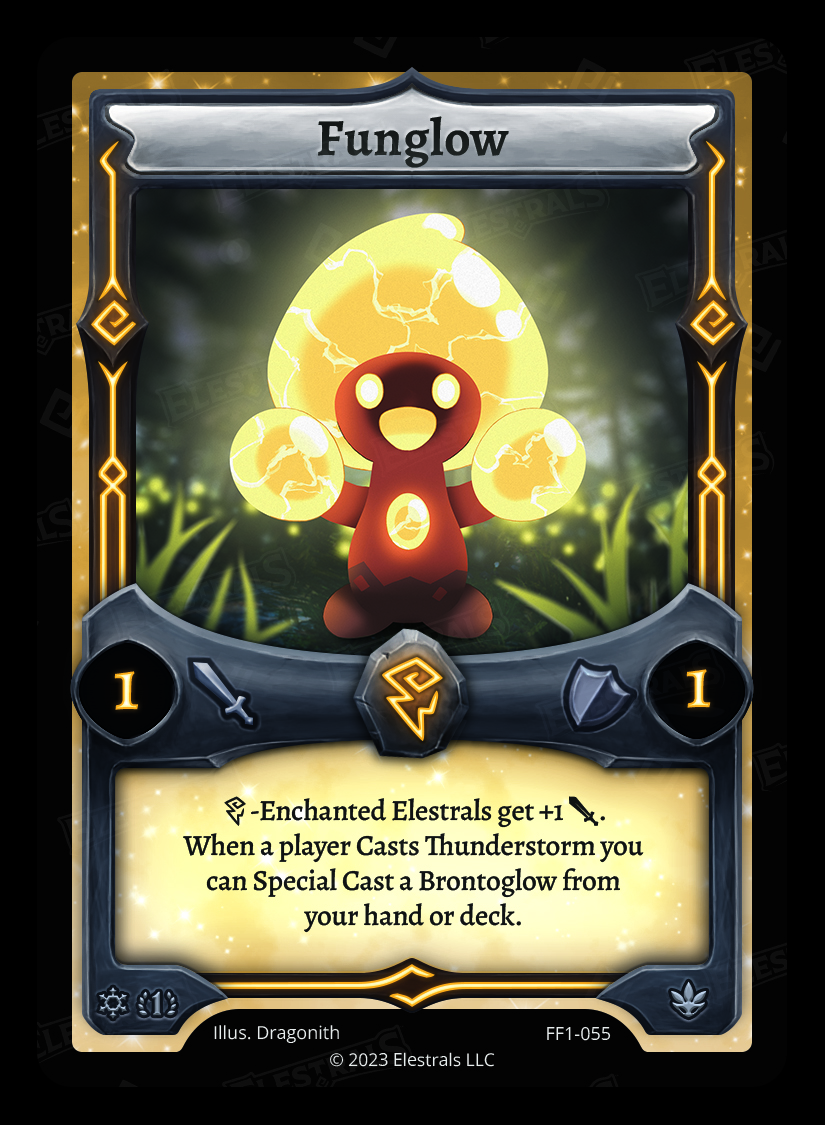 Funglow
1
1
-Enchanted Elestrals get +1 .
When a player Casts Thunderstorm you
can Special Cast a Brontoglow from
your hand or deck.
1
Illus. Dragonith
FF1-055
© 2023 Elestrals LLC
ELESTRALS